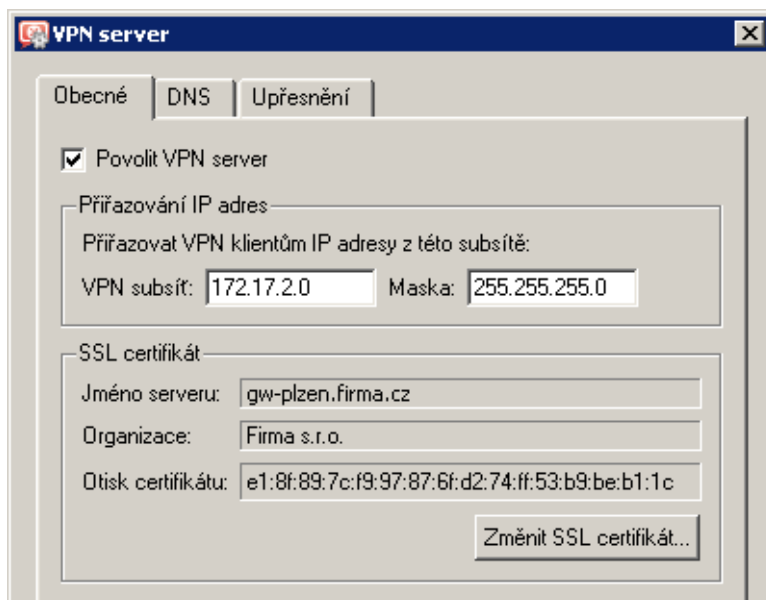 VPN server
Obecné DNS Upřesnění
Povolit VPN server
Přiřazování IP adres
Přiřazovat VPN klientům IP adresy z této subsítě:
VPN subsíť: 172.17.2.0 Maska: 255.255.255.0
SSL certifikát
Jméno serveru: gw-plzen.firma.cz
Organizace: Firma s.r.o.
Otisk certifikátu: e1:8f:89:7c:f9:97:87:6f:d2:74:ff:53:b9:be:b1:1c
Změnit SSL certifikát...